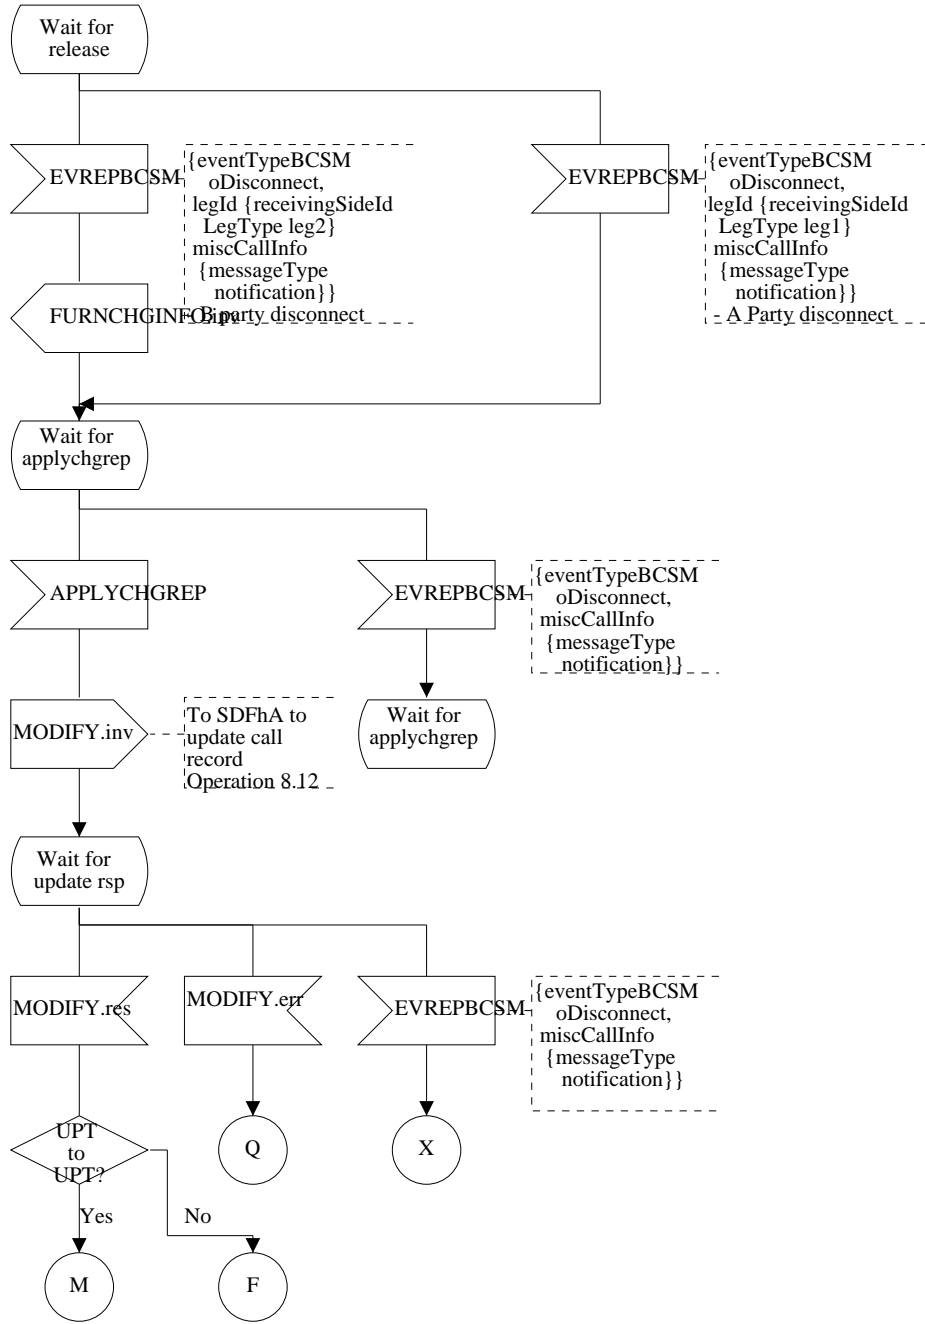 Wait for
release
EVREPBCSM
{eventTypeBCSM
oDisconnect,
legId {receivingSideId
LegType leg2}
miscCallInfo
{messageType
notification}}
- B party disconnect
EVREPBCSM
{eventTypeBCSM
oDisconnect,
legId {receivingSideId
LegType leg1}
miscCallInfo
{messageType
notification}}
- A Party disconnect
FURNCHGINFO.inv
Wait for
applychgrep
APPLYCHGREP
EVREPBCSM
{eventTypeBCSM
oDisconnect,
miscCallInfo
{messageType
notification}}
MODIFY.inv
To SDFhA to
update call
record
Operation 8.12
Wait for
applychgrep
Wait for
update rsp
MODIFY.res
MODIFY.err
EVREPBCSM
{eventTypeBCSM
oDisconnect,
miscCallInfo
{messageType
notification}}
UPT
to
UPT?
Q
X
Yes
No
M
F